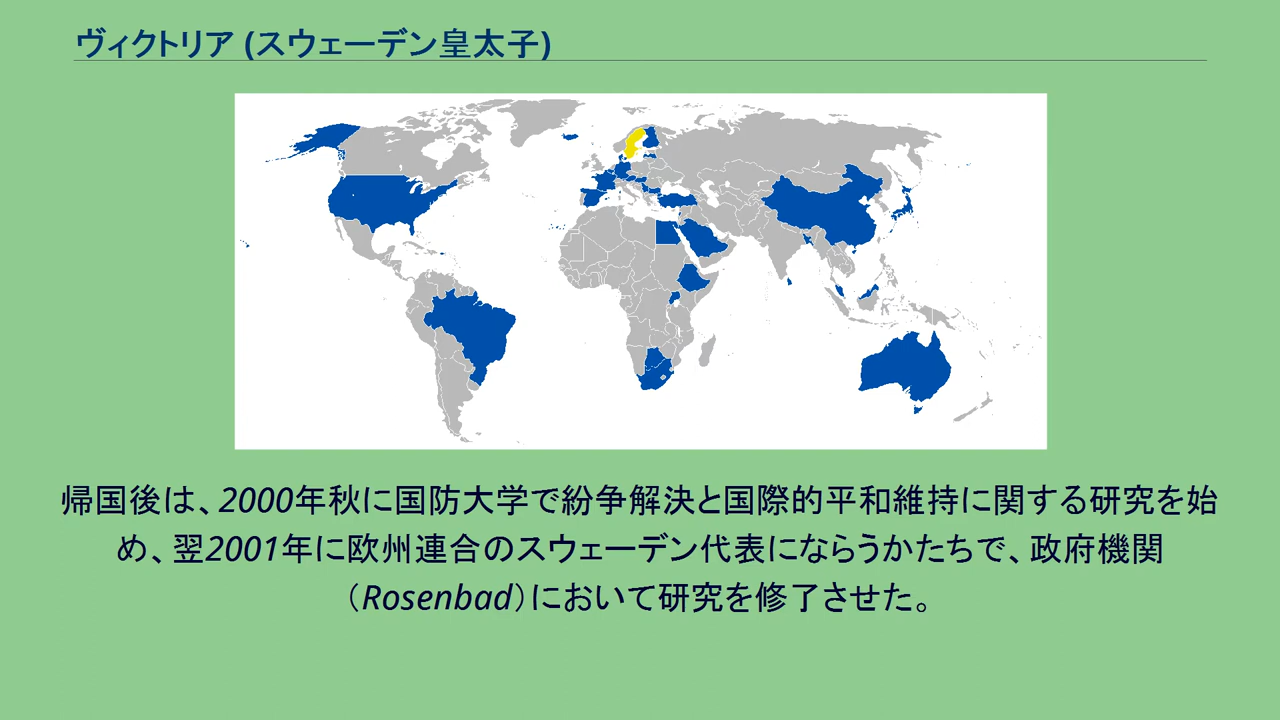 ヴィクトリア (スウェーデン皇太子)
帰国後は、2000年秋に国防大学で紛争解決と国際的平和維持に関する研究を始
め、翌2001年に欧州連合のスウェーデン代表にならうかたちで、政府機関
（Rosenbad）において研究を修了させた。